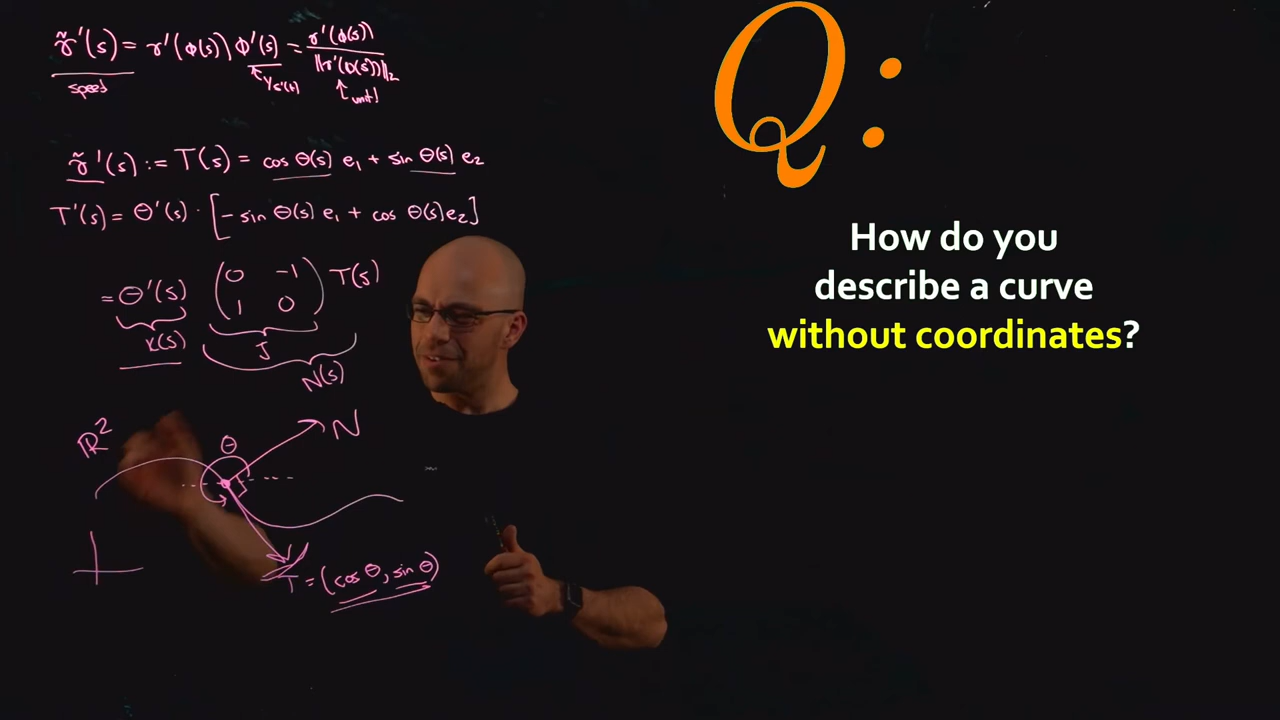 γ̃'(s) = γ'(ϕ(s)) ϕ'(s) = γ'(ϕ(s)) / ‖γ'(ϕ(s))‖₂
speed
unit!
γ̃'(s) := T(s) = cos θ(s) e₁ + sin θ(s) e₂
T'(s) = θ'(s) · [- sin θ(s) e₁ + cos θ(s) e₂]
= θ'(s) (0 -1
1 0) T(s)
κ(s)
J
N(s)
ℝ²
θ
N
T = (cos θ, sin θ)
Q:
How do you
describe a curve
without coordinates?